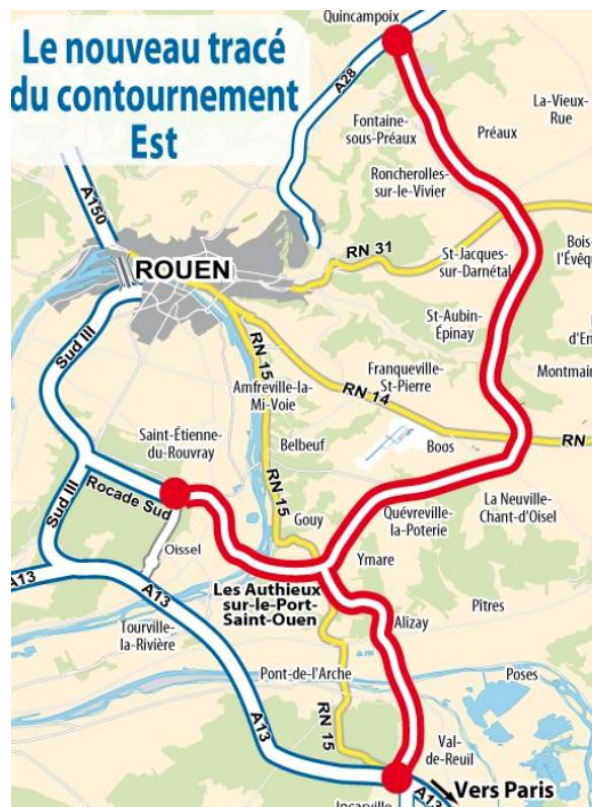 Le nouveau tracé
du contournement
Est
Quincampoix
A28
La-Vieux-
Rue
Fontaine-
sous-Préaux
Préaux
Roncherolles-
sur-le-Vivier
A150
ROUEN
RN 31
St-Jacques-
sur-Darnétal
Bois-
l'Évêq
St-Aubin-
Épinay
d'En
Sud III
RN 15
Franqueville-
St-Pierre
Montmain
Amfreville-la-
Mi-Voie
RN 14
Saint-Étienne-
du-Rouvray
Belbeuf
Boos
RN
Rocade Sud
RN 15
Sud III
Gouy
Quévreville-
la-Poterie
La Neuville-
Chant-d'Oisel
Oissel
Ymare
A13
A13
Les Authieux
sur-le-Port-
Saint-Ouen
Pîtres
Alizay
Tourville-
la-Rivière
Pont-de-l'Arche
Poses
RN 15
A13
Val-
de-Reuil
A13
Vers Paris
Incarville